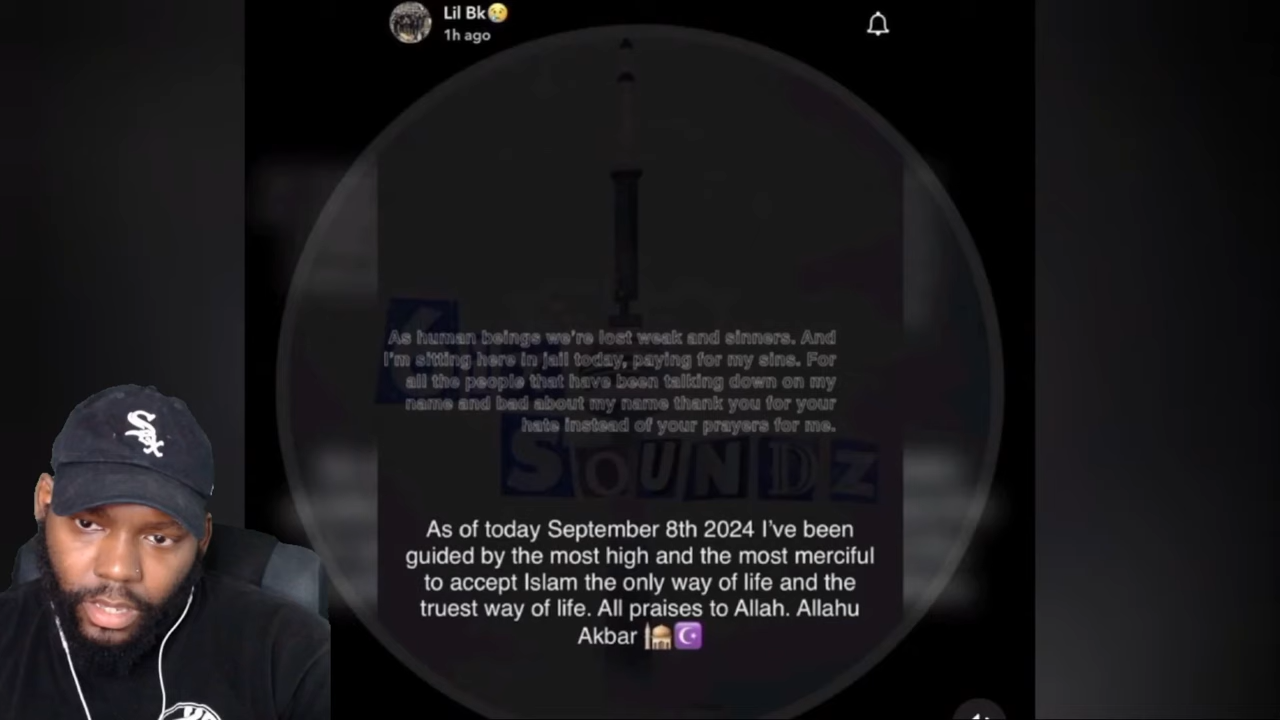 Lil Bk😢
1h ago
As human beings we're lost weak and sinners. And
I'm sitting here in jail today, paying for my sins. For
all the people that have been talking down on my
name and bad about my name thank you for your
hate instead of your prayers for me.
SOUNDZ
As of today September 8th 2024 I've been
guided by the most high and the most merciful
to accept Islam the only way of life and the
truest way of life. All praises to Allah. Allahu
Akbar 🕌☪️
Sox